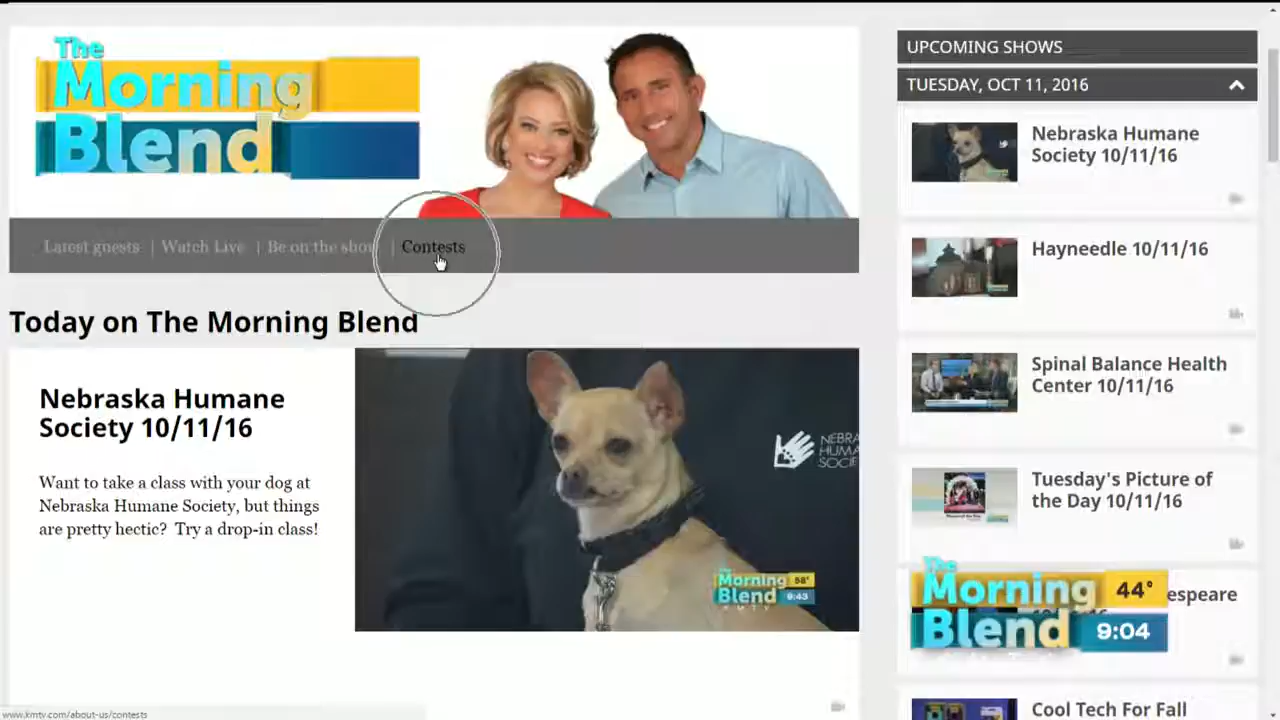 The
Morning
Blend
Latest guests | Watch Live | Be on the show | Contests
Today on The Morning Blend
Nebraska Humane
Society 10/11/16
Want to take a class with your dog at
Nebraska Humane Society, but things
are pretty hectic? Try a drop-in class!
NEBRA
HUMA
SOCIE
The
Morning 58°
Blend 9:43
KMTV
UPCOMING SHOWS
TUESDAY, OCT 11, 2016
Nebraska Humane
Society 10/11/16
Hayneedle 10/11/16
Spinal Balance Health
Center 10/11/16
Tuesday's Picture of
the Day 10/11/16
espeare
The
Morning 44°
Blend 9:04
Cool Tech For Fall
www.kmtv.com/about-us/contests